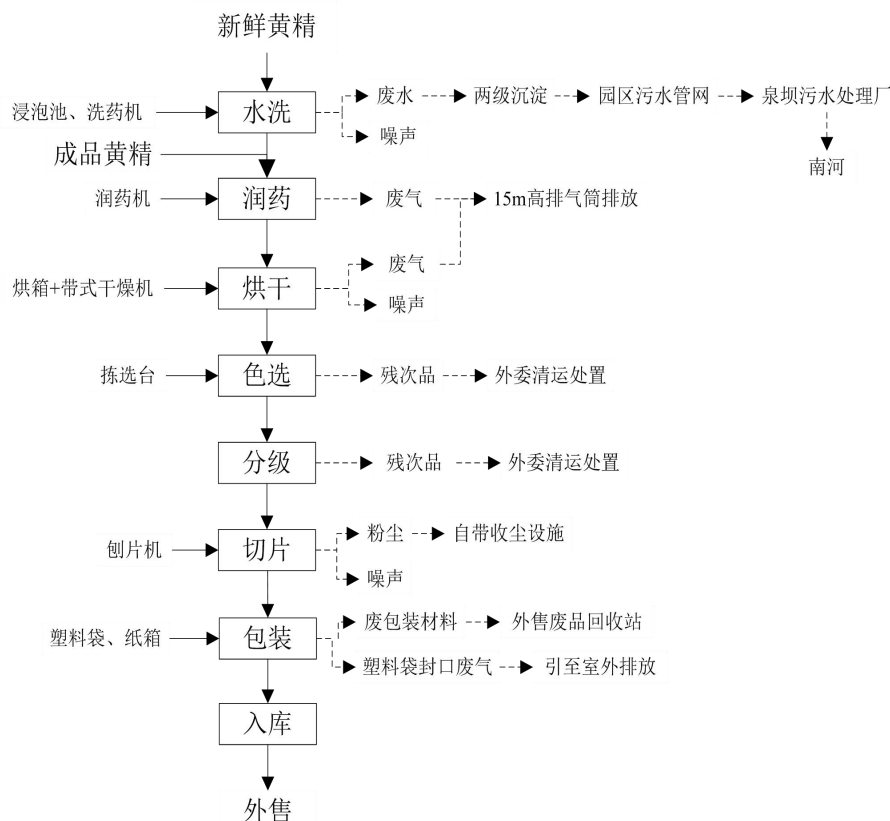 新鲜黄精
浸泡池、洗药机
水洗
废水
两级沉淀
园区污水管网
泉坝污水处理厂
噪声
南河
成品黄精
润药机
润药
废气
15m高排气筒排放
烘箱+带式干燥机
烘干
废气
噪声
拣选台
色选
残次品
外委清运处置
分级
残次品
外委清运处置
刨片机
切片
粉尘
自带收尘设施
噪声
塑料袋、纸箱
包装
废包装材料
外售废品回收站
塑料袋封口废气
引至室外排放
入库
外售